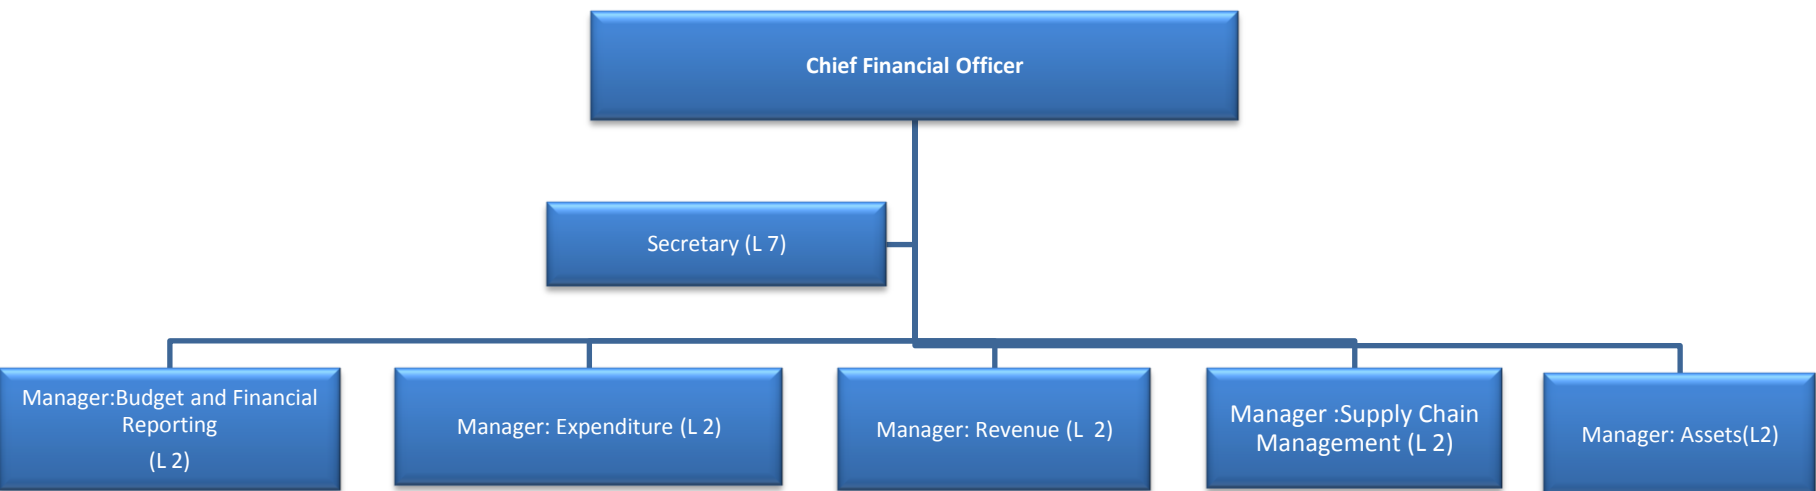 Chief Financial Officer
Secretary (L 7)
Manager:Budget and Financial
Reporting
(L 2)
Manager: Expenditure (L 2)
Manager: Revenue (L  2)
Manager :Supply Chain
Management (L 2)
Manager: Assets(L2)